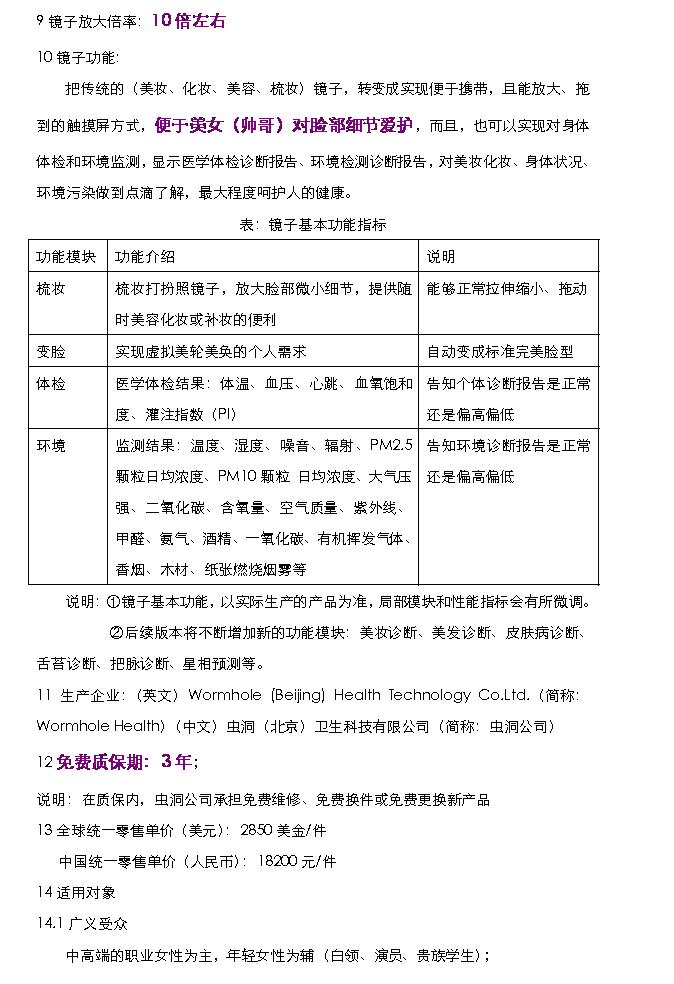 9 镜子放大倍率：10倍左右
10 镜子功能：
把传统的（美妆、化妆、美容、梳妆）镜子，转变成实现便于携带，且能放大、拖
到的触摸屏方式，便于美女（帅哥）对脸部细节爱护，而且，也可以实现对身体
体检和环境监测，显示医学体检诊断报告、环境检测诊断报告，对美妆化妆、身体状况、
环境污染做到点滴了解，最大程度呵护人的健康。
表：镜子基本功能指标
功能模块 功能介绍 说明
梳妆 梳妆打扮照镜子，放大脸部微小细节，提供随 能够正常拉伸缩小、拖动
时美容化妆或补妆的便利
变脸 实现虚拟美轮美奂的个人需求 自动变成标准完美脸型
体检 医学体检结果：体温、血压、心跳、血氧饱和 告知个体诊断报告是正常
度、灌注指数（PI） 还是偏高偏低
环境 监测结果：温度、湿度、噪音、辐射、PM2.5 告知环境诊断报告是正常
颗粒日均浓度、PM10 颗粒 日均浓度、大气压 还是偏高偏低
强、二氧化碳、含氧量、空气质量、紫外线、
甲醛、氨气、酒精、一氧化碳、有机挥发气体、
香烟、木材、纸张燃烧烟雾等
说明：①镜子基本功能，以实际生产的产品为准，局部模块和性能指标会有所微调。
②后续版本将不断增加新的功能模块：美妆诊断、美发诊断、皮肤病诊断、
舌苔诊断、把脉诊断、星相预测等。
11 生产企业：（英文）Wormhole (Beijing) Health Technology Co.Ltd.（简称：
Wormhole Health）（中文）虫洞（北京）卫生科技有限公司（简称：虫洞公司）
12 免费质保期：3 年；
说明：在质保内，虫洞公司承担免费维修、免费换件或免费更换新产品
13 全球统一零售单价（美元）：2850 美金/件
中国统一零售单价（人民币）：18200 元/件
14 适用对象
14.1 广义受众
中高端的职业女性为主，年轻女性为辅（白领、演员、贵族学生）；